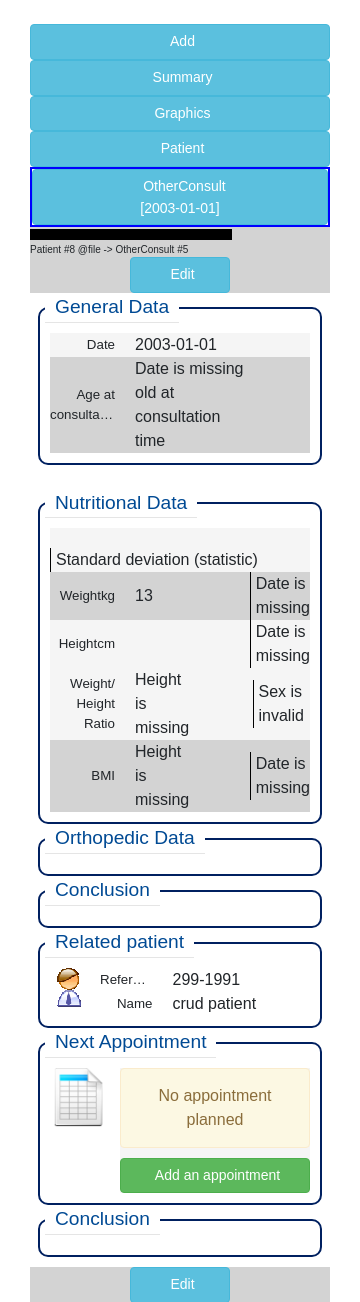 Add
Summary
Graphics
Patient
OtherConsult
[2003-01-01]
Patient #8 @file -> OtherConsult #5
Edit
General Data
Date 2003-01-01
Age at consulta… Date is missing
old at
consultation
time
Nutritional Data
Standard deviation (statistic)
Weightkg 13 Date is
missing
Heightcm Date is
missing
Weight/ Height Ratio Height is missing Sex is invalid
BMI Height is missing Date is missing
Orthopedic Data
Conclusion
Related patient
Refer… 299-1991
Name crud patient
Next Appointment
No appointment
planned
Add an appointment
Conclusion
Edit